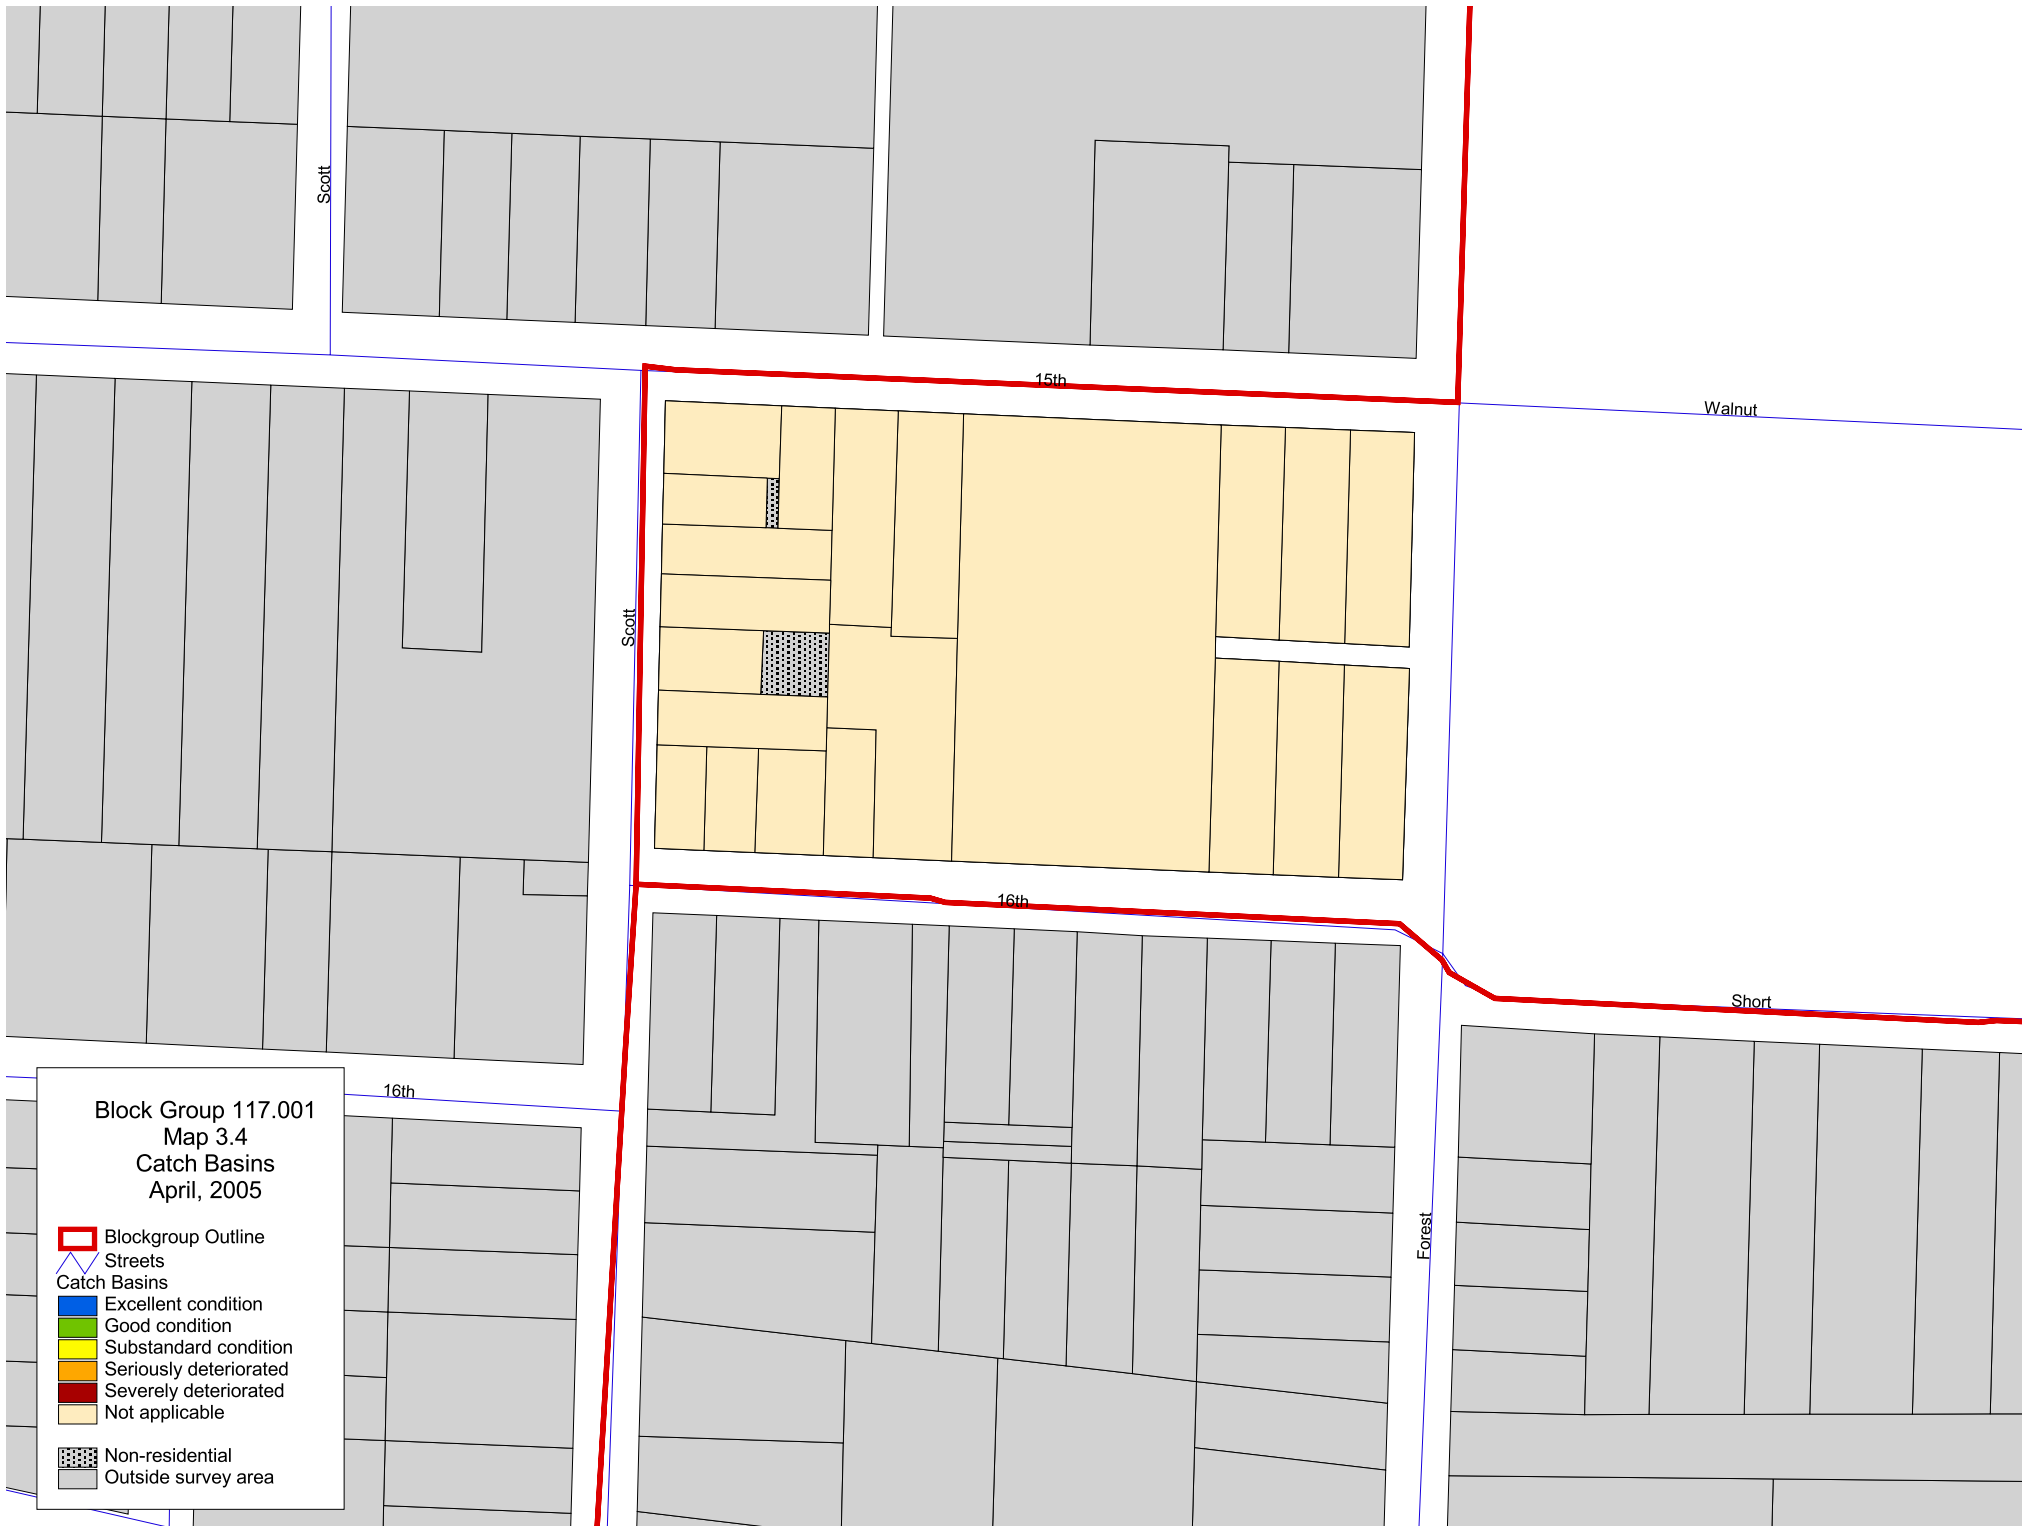 Scott
15th
Walnut
Scott
16th
Short
16th
Forest
Block Group 117.001
Map 3.4
Catch Basins
April, 2005
Blockgroup Outline
Streets
Catch Basins
Excellent condition
Good condition
Substandard condition
Seriously deteriorated
Severely deteriorated
Not applicable
Non-residential
Outside survey area